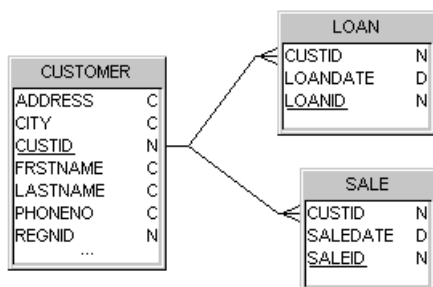 CUSTOMER
ADDRESS C
CITY C
CUSTID N
FRSTNAME C
LASTNAME C
PHONENO C
REGNID N
...
LOAN
CUSTID N
LOANDATE D
LOANID N
SALE
CUSTID N
SALEDATE D
SALEID N